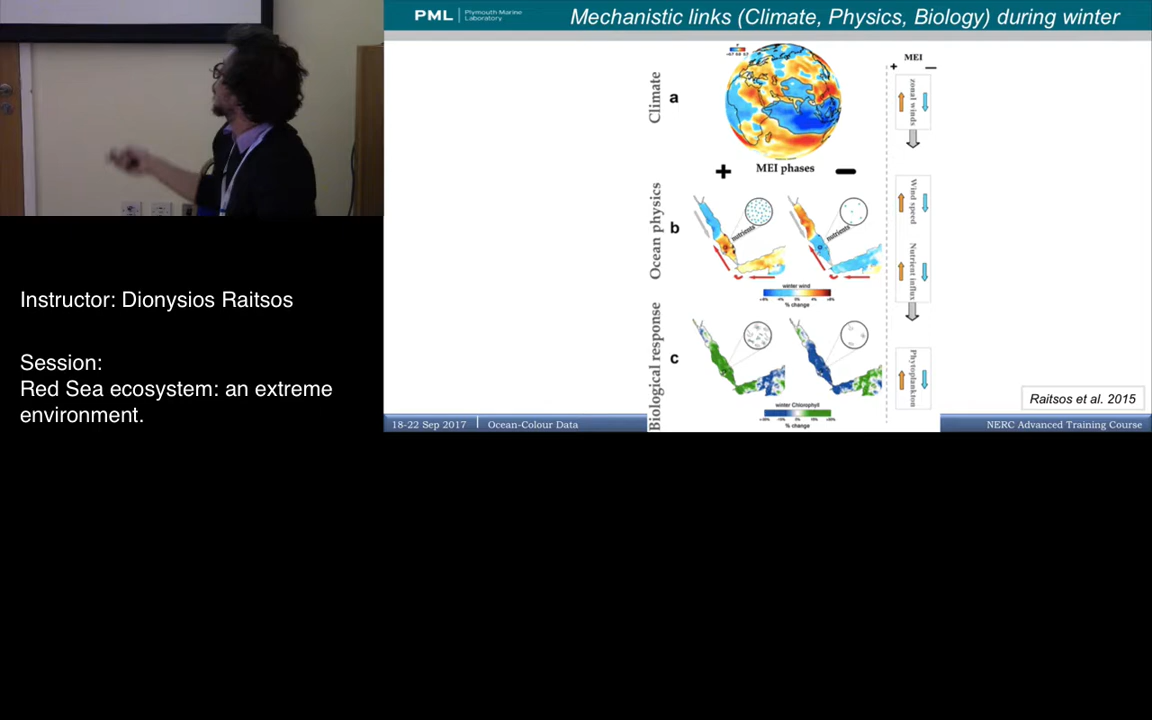 PML | Plymouth Marine
Laboratory
Mechanistic links (Climate, Physics, Biology) during winter
MEI
+ −
Climate
a
zonal winds
+ MEI phases −
Ocean physics
b
nutrients
nutrients
Wind speed
Nutrient influx
winter wind
% change
Biological response
c
Phytoplankton
winter Chlorophyll
% change
Raitsos et al. 2015
18-22 Sep 2017 | Ocean-Colour Data
NERC Advanced Training Course
Instructor: Dionysios Raitsos
Session:
Red Sea ecosystem: an extreme
environment.